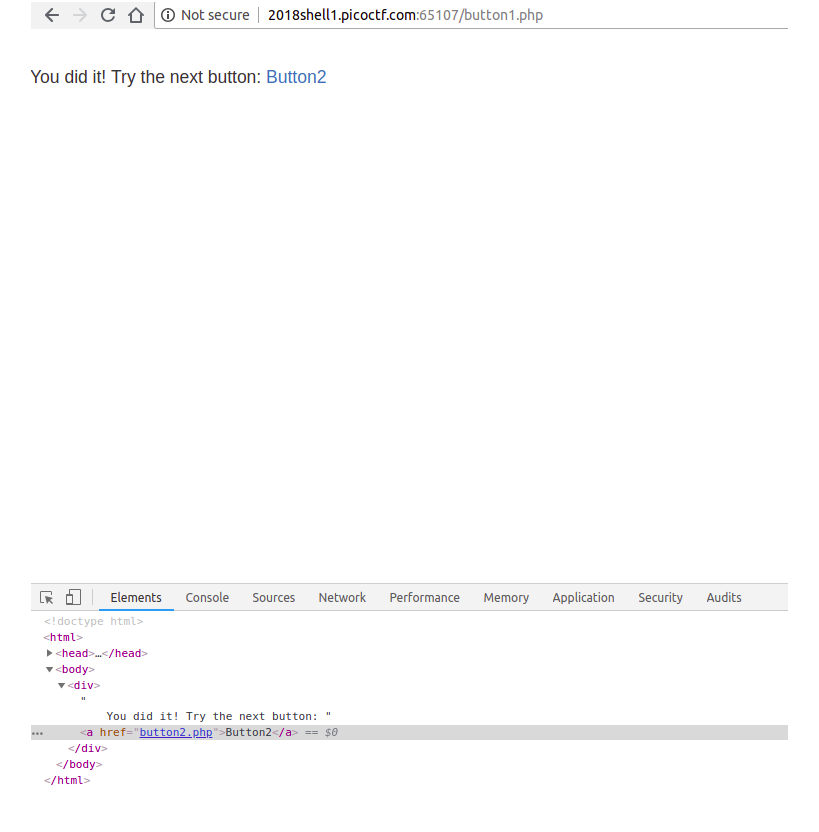 Not secure 2018shell1.picoctf.com:65107/button1.php
You did it! Try the next button: Button2
Elements Console Sources Network Performance Memory Application Security Audits
<!doctype html>
<html>
<head>…</head>
<body>
<div>
"
You did it! Try the next button: "
<a href="button2.php">Button2</a> == $0
</div>
</body>
</html>